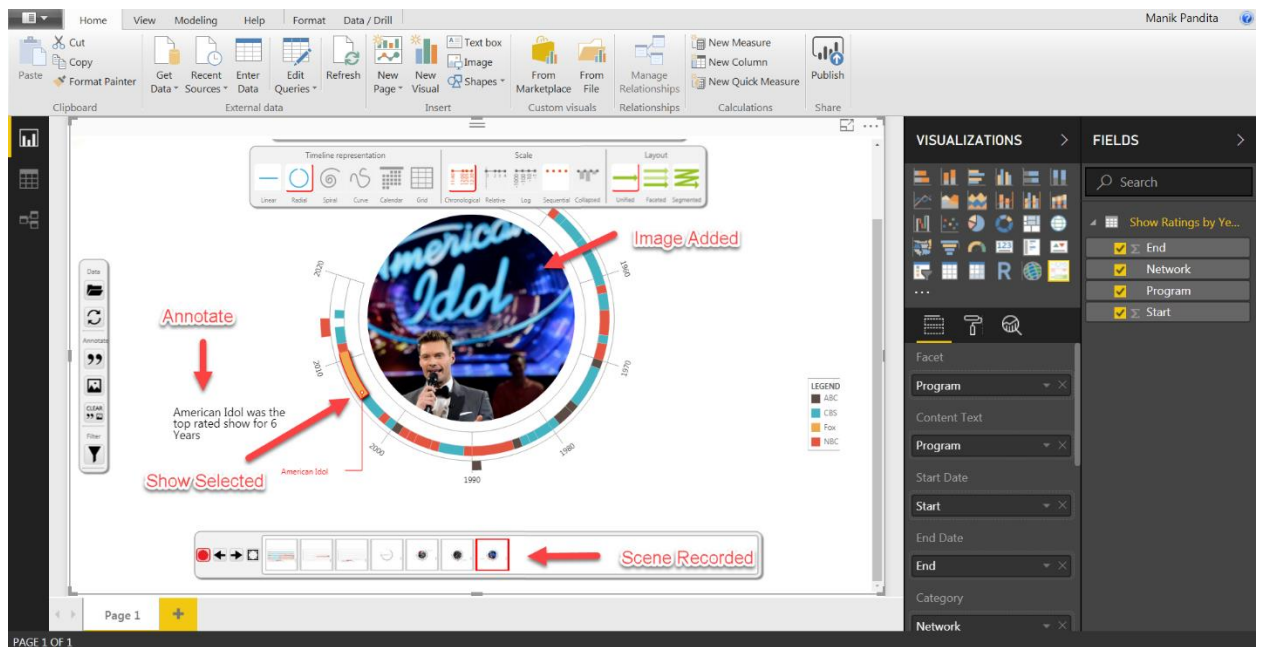 Home View Modeling Help Format Data / Drill Manik Pandita
Paste
Cut
Copy
Format Painter
Clipboard
Get Data
Recent Sources
Enter Data
Edit Queries
Refresh
External data
New Page
New Visual
Text box
Image
Shapes
Insert
From Marketplace
From File
Custom visuals
Manage Relationships
Relationships
New Measure
New Column
New Quick Measure
Calculations
Publish
Share
Timeline representation
Linear Radial Spiral Curve Calendar Grid
Scale
Chronological Relative Log Sequential Collapsed
Layout
Unified Faceted Segmented
Data
Annotate
CLEAR
Filter
Annotate
American Idol was the
top rated show for 6
Years
Show Selected
American Idol
American
Idol
Image Added
1960
1970
1980
1990
2000
2010
2020
LEGEND
ABC
CBS
Fox
NBC
Scene Recorded
VISUALIZATIONS
R
123
Facet
Program
Content Text
Program
Start Date
Start
End Date
End
Category
Network
FIELDS
Search
Show Ratings by Ye...
Σ End
Network
Program
Σ Start
Page 1
PAGE 1 OF 1